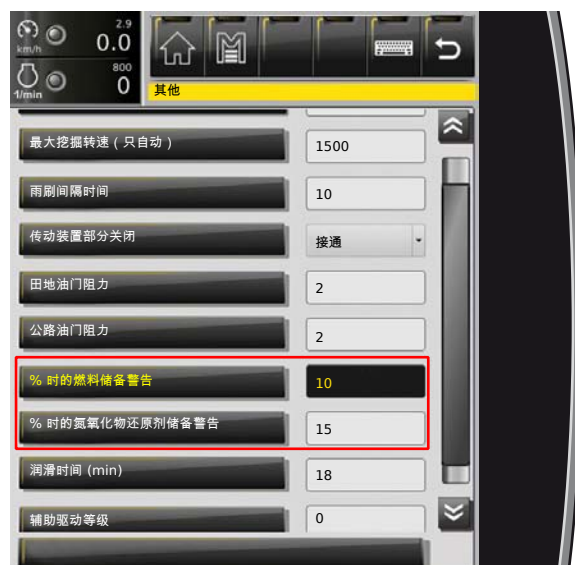 2.9
km/h 0.0
800
1/min 0
其他
最大挖掘转速 ( 只自动 ) 1500
雨刷间隔时间 10
传动装置部分关闭 接通
田地油门阻力 2
公路油门阻力 2
% 时的燃料储备警告 10
% 时的氮氧化物还原剂储备警告 15
润滑时间 (min) 18
辅助驱动等级 0